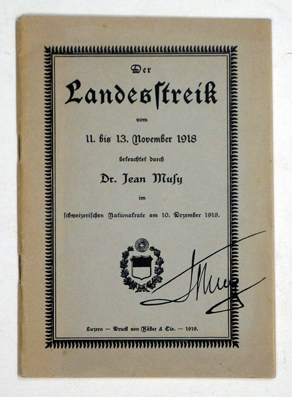 Der
Landesstreik
vom
11. bis 13. November 1918
beleuchtet durch
Dr. Jean Musy
im
schweizerischen Nationalrate am 10. Dezember 1918.
Musy
Luzern — Druck von Räber & Cie. — 1918.